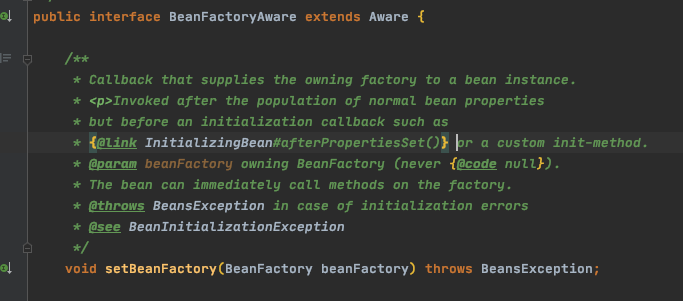 public interface BeanFactoryAware extends Aware {
/**
* Callback that supplies the owning factory to a bean instance.
* <p>Invoked after the population of normal bean properties
* but before an initialization callback such as
* {@link InitializingBean#afterPropertiesSet()} or a custom init-method.
* @param beanFactory owning BeanFactory (never {@code null}).
* The bean can immediately call methods on the factory.
* @throws BeansException in case of initialization errors
* @see BeanInitializationException
*/
void setBeanFactory(BeanFactory beanFactory) throws BeansException;